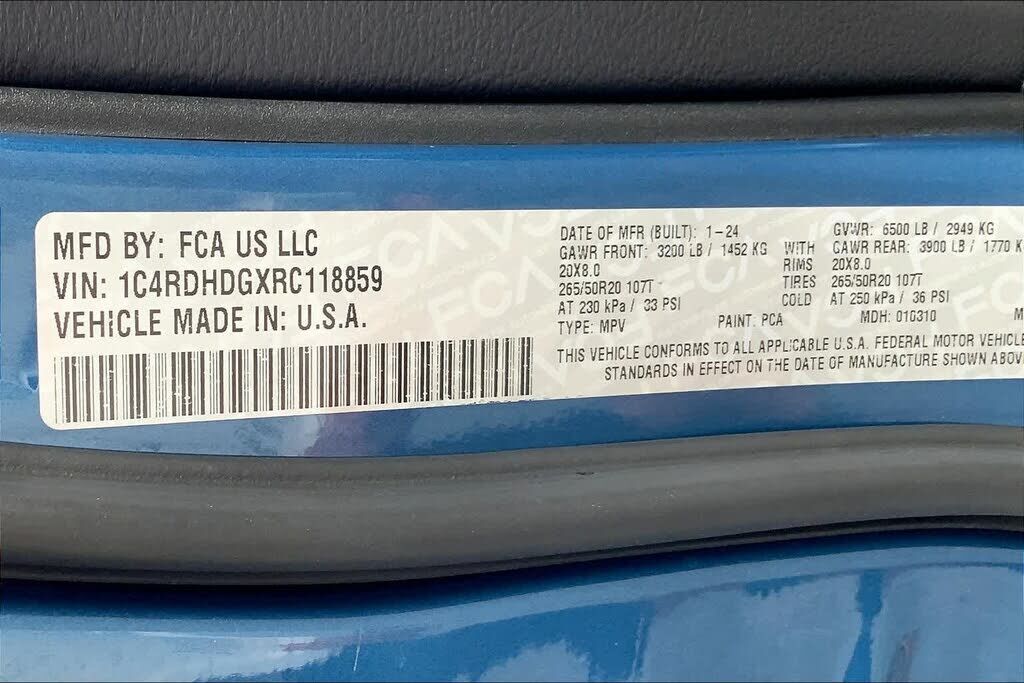 MFD BY: FCA US LLC
VIN: 1C4RDHDGXRC118859
VEHICLE MADE IN: U.S.A.
DATE OF MFR (BUILT): 1-24 GVWR: 6500 LB / 2949 KG
GAWR FRONT: 3200 LB / 1452 KG WITH GAWR REAR: 3900 LB / 1770 K
20X8.0 RIMS 20X8.0
265/50R20 107T TIRES 265/50R20 107T
AT 230 kPa / 33 PSI COLD AT 250 kPa / 36 PSI
TYPE: MPV PAINT: PCA MDH: 010310 M
THIS VEHICLE CONFORMS TO ALL APPLICABLE U.S.A. FEDERAL MOTOR VEHICLE
STANDARDS IN EFFECT ON THE DATE OF MANUFACTURE SHOWN ABOV